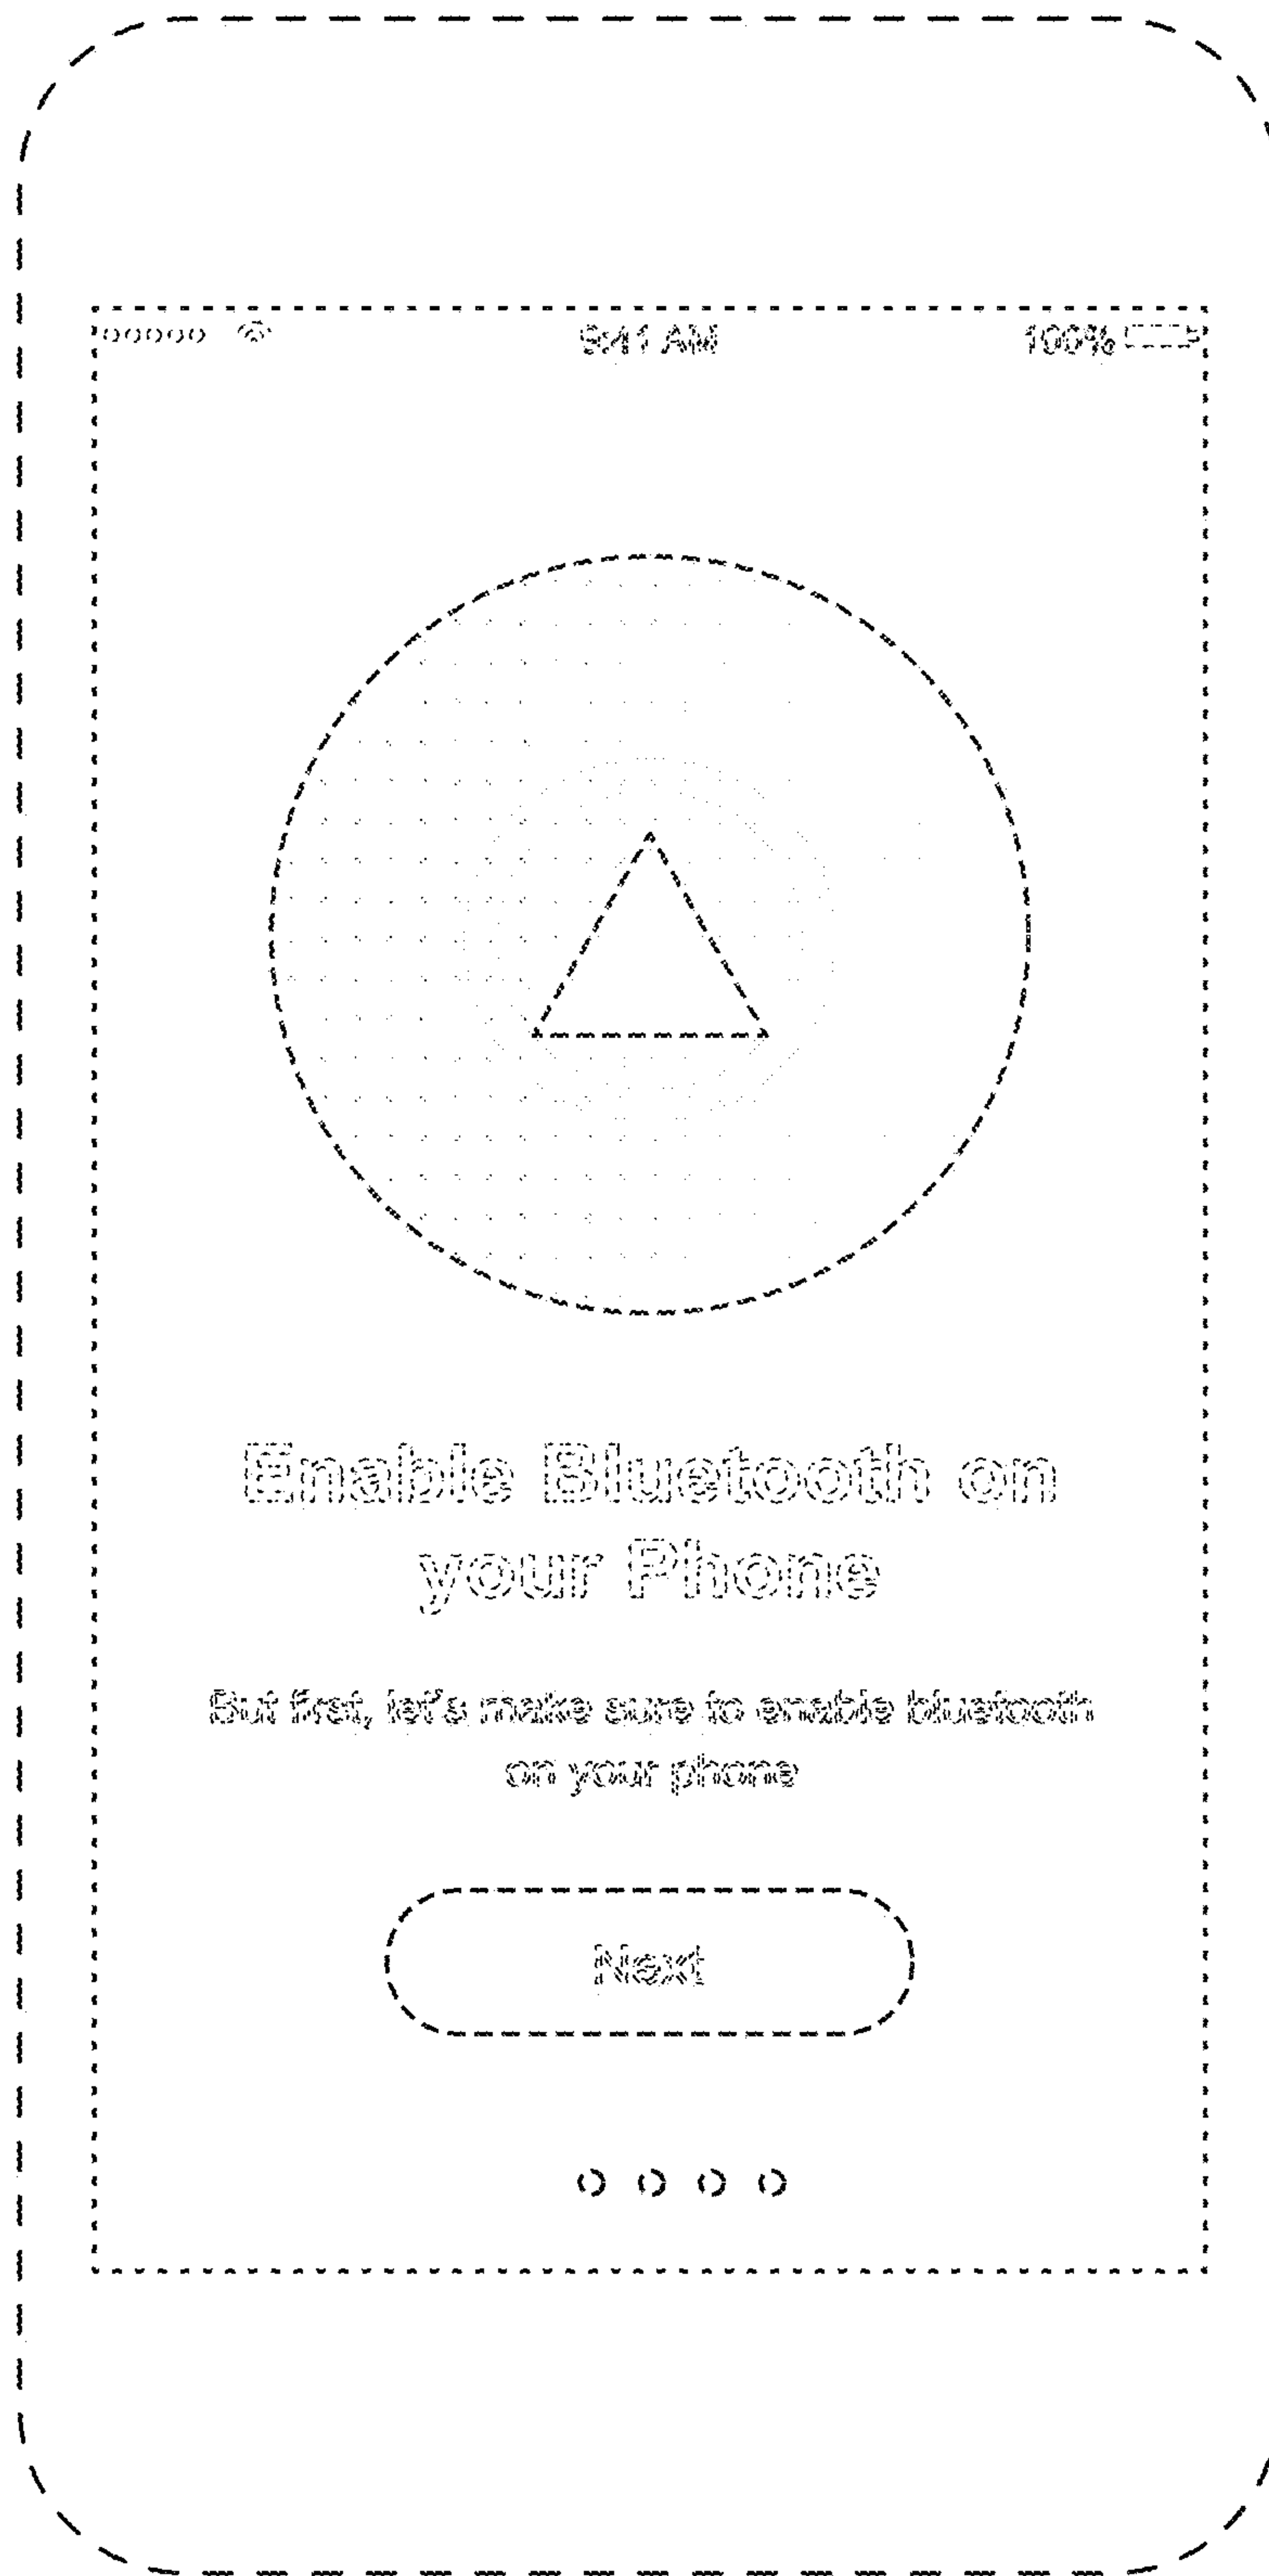 9:41 AM 100%
Enable Bluetooth on
your Phone
But first, let's make sure to enable bluetooth
on your phone
Next